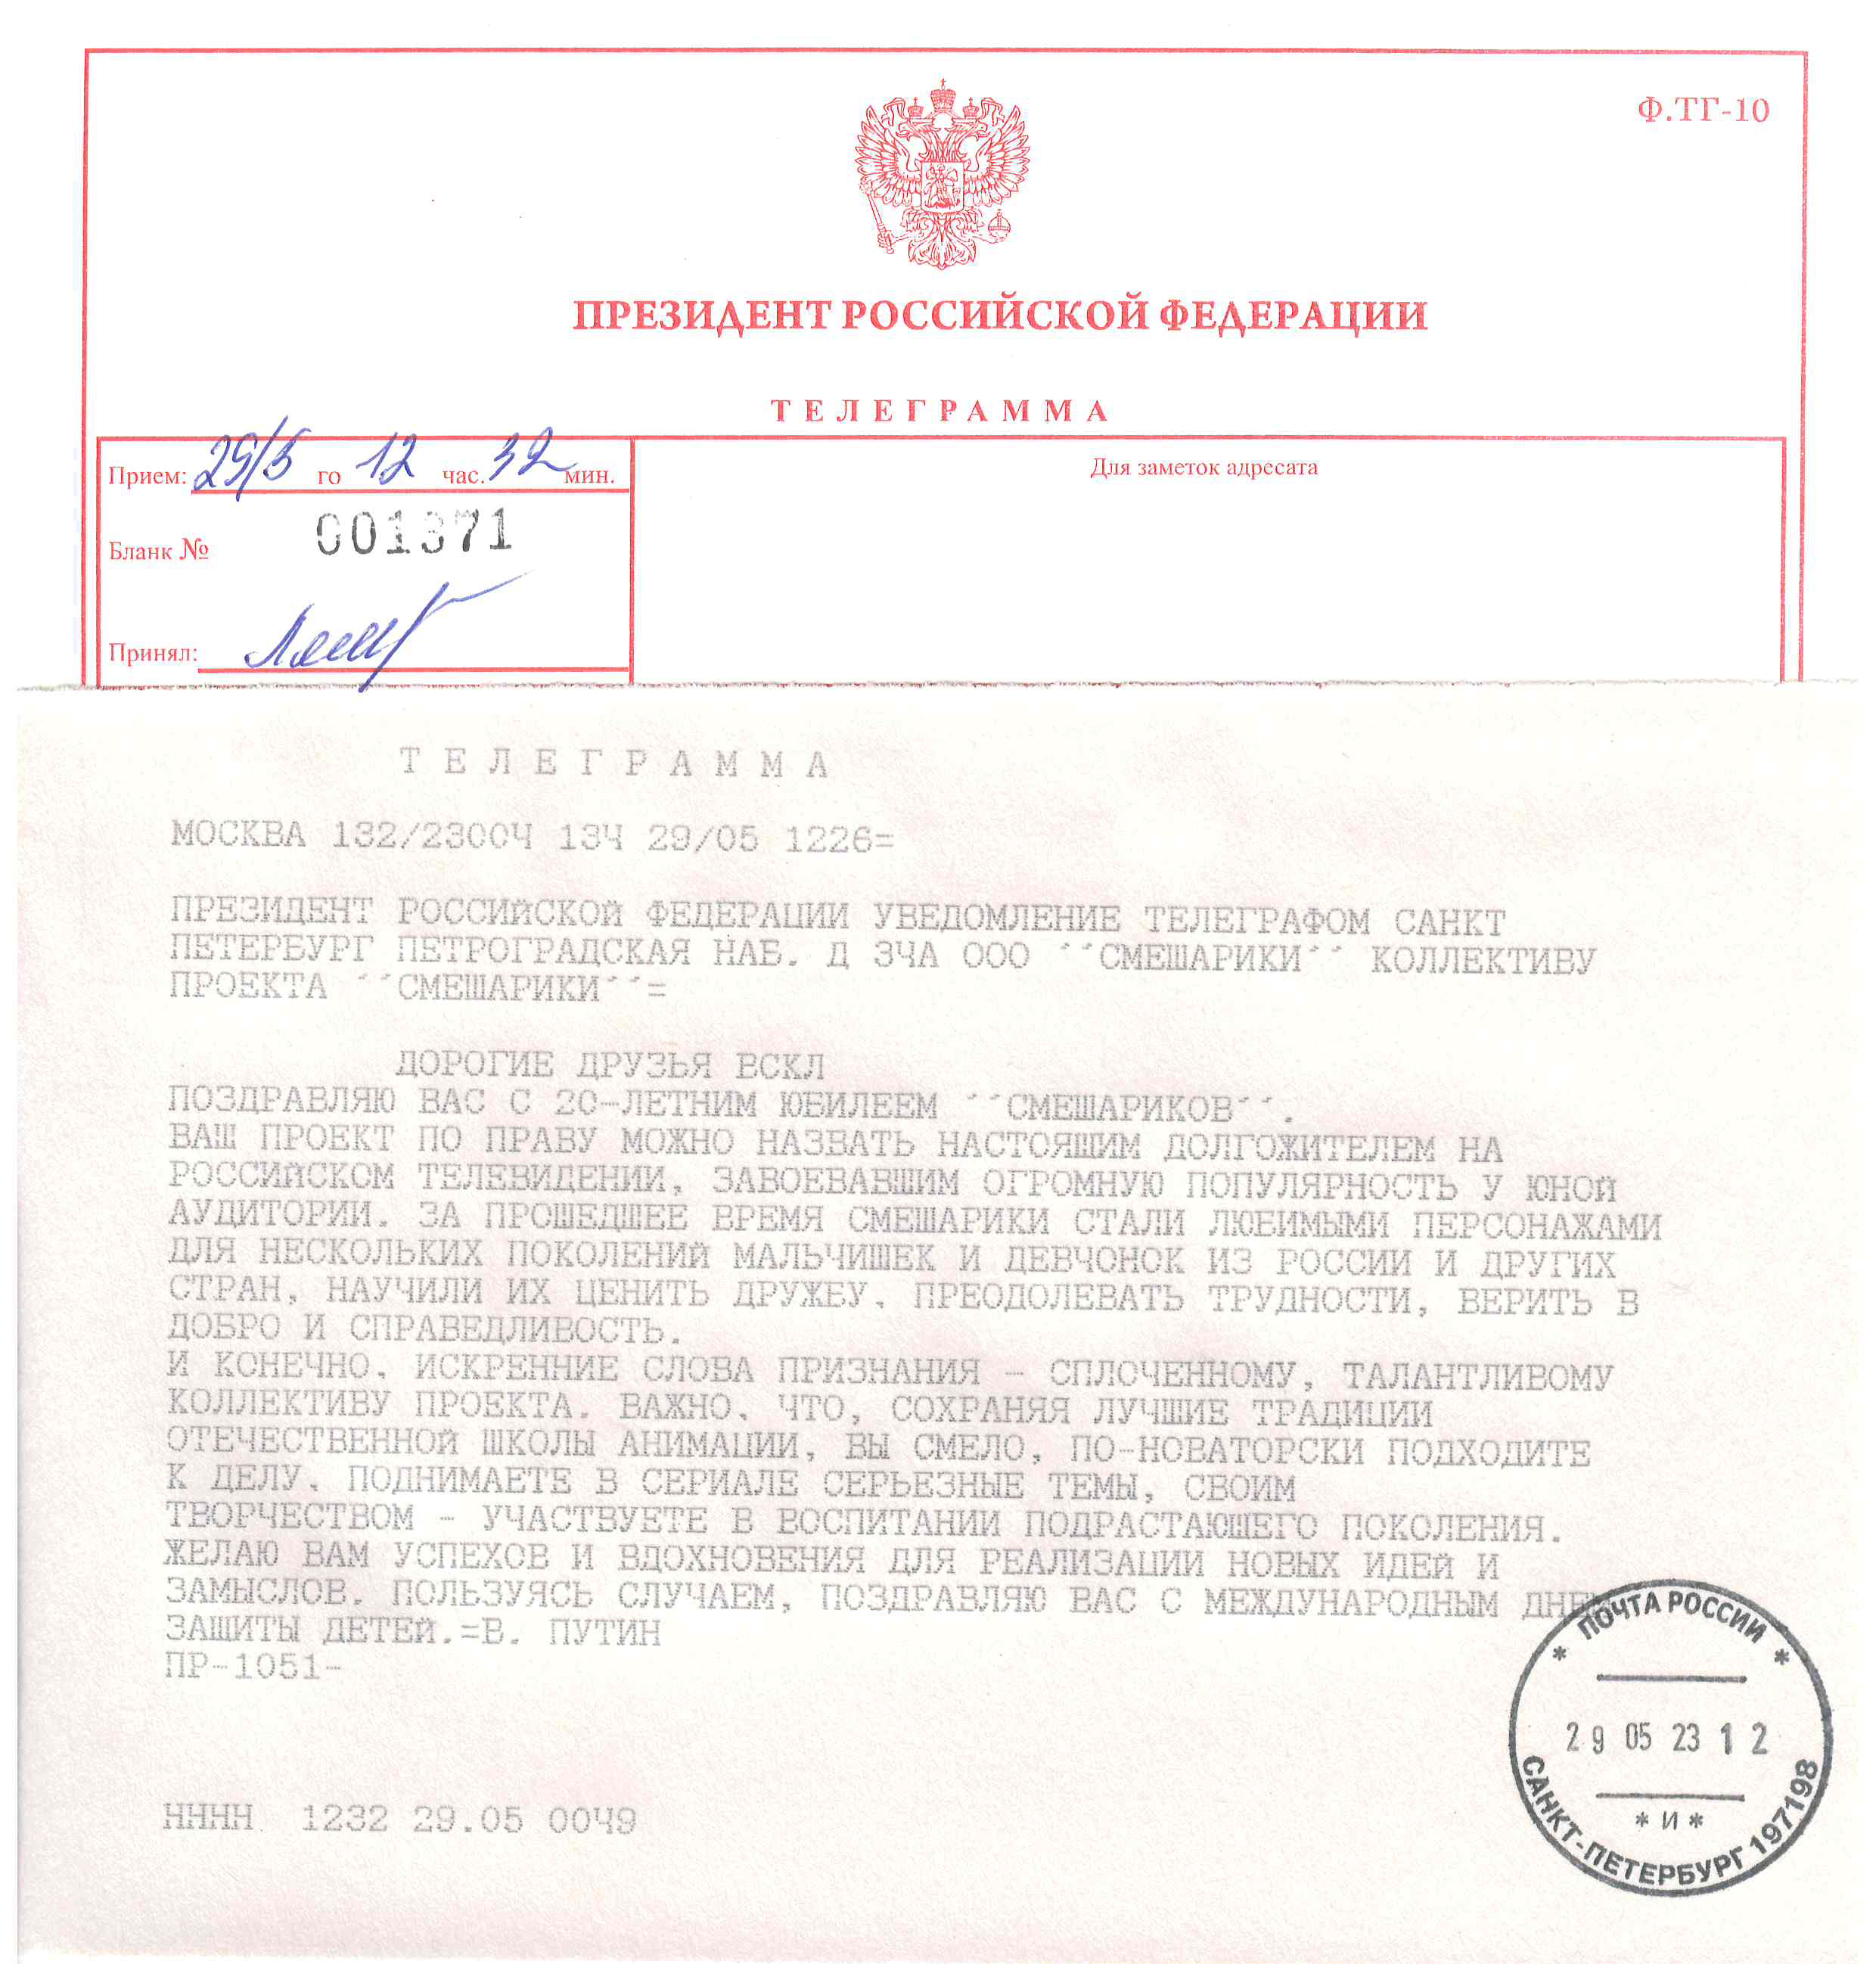 Ф.ТГ-10
ПРЕЗИДЕНТ РОССИЙСКОЙ ФЕДЕРАЦИИ
ТЕЛЕГРАММА
Прием: 29/5 го 12 час. 32 мин.
Для заметок адресата
Бланк № 001371
Принял:
ТЕЛЕГРАММА
МОСКВА 132/2300Ч 13Ч 29/05 1226=
ПРЕЗИДЕНТ РОССИЙСКОЙ ФЕДЕРАЦИИ УВЕДОМЛЕНИЕ ТЕЛЕГРАФОМ САНКТ
ПЕТЕРБУРГ ПЕТРОГРАДСКАЯ НАБ. Д 3ЧА ООО ´´СМЕШАРИКИ´´ КОЛЛЕКТИВУ
ПРОЕКТА ´´СМЕШАРИКИ´´=
ДОРОГИЕ ДРУЗЬЯ ВСКЛ
ПОЗДРАВЛЯЮ ВАС С 20-ЛЕТНИМ ЮБИЛЕЕМ ´´СМЕШАРИКОВ´´.
ВАШ ПРОЕКТ ПО ПРАВУ МОЖНО НАЗВАТЬ НАСТОЯШИМ ДОЛГОЖИТЕЛЕМ НА
РОССИЙСКОМ ТЕЛЕВИДЕНИИ, ЗАВОЕВАВШИМ ОГРОМНУЮ ПОПУЛЯРНОСТЬ У ЮНОЙ
АУДИТОРИИ. ЗА ПРОШЕДШЕЕ ВРЕМЯ СМЕШАРИКИ СТАЛИ ЛЮБИМЫМИ ПЕРСОНАЖАМИ
ДЛЯ НЕСКОЛЬКИХ ПОКОЛЕНИЙ МАЛЬЧИШЕК И ДЕВЧОНОК ИЗ РОССИИ И ДРУГИХ
СТРАН, НАУЧИЛИ ИХ ЦЕНИТЬ ДРУЖБУ, ПРЕОДОЛЕВАТЬ ТРУДНОСТИ, ВЕРИТЬ В
ДОБРО И СПРАВЕДЛИВОСТЬ.
И КОНЕЧНО, ИСКРЕННИЕ СЛОВА ПРИЗНАНИЯ - СПЛОЧЕННОМУ, ТАЛАНТЛИВОМУ
КОЛЛЕКТИВУ ПРОЕКТА. ВАЖНО, ЧТО, СОХРАНЯЯ ЛУЧШИЕ ТРАДИЦИИ
ОТЕЧЕСТВЕННОЙ ШКОЛЫ АНИМАЦИИ, ВЫ СМЕЛО, ПО-НОВАТОРСКИ ПОДХОДИТЕ
К ДЕЛУ, ПОДНИМАЕТЕ В СЕРИАЛЕ СЕРЬЕЗНЫЕ ТЕМЫ, СВОИМ
ТВОРЧЕСТВОМ - УЧАСТВУЕТЕ В ВОСПИТАНИИ ПОДРАСТАЮШЕГО ПОКОЛЕНИЯ.
ЖЕЛАЮ ВАМ УСПЕХОВ И ВДОХНОВЕНИЯ ДЛЯ РЕАЛИЗАЦИИ НОВЫХ ИДЕЙ И
ЗАМЫСЛОВ. ПОЛЬЗУЯСЬ СЛУЧАЕМ, ПОЗДРАВЛЯЮ ВАС С МЕЖДУНАРОДНЫМ ДНЕМ
ЗАШИТЫ ДЕТЕЙ.=В. ПУТИН
ПР-1051-
* ПОЧТА РОССИИ *
29 05 23 12
* И *
САНКТ-ПЕТЕРБУРГ 197198
НННН 1232 29.05 0049